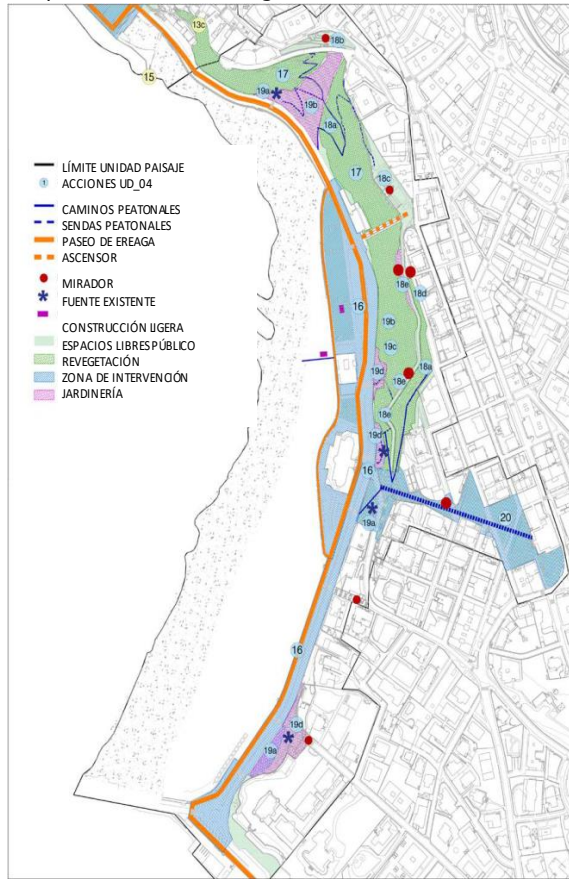 13c
18b
15
17
19a
19b
18a
17
18c
LÍMITE UNIDAD PAISAJE
1 ACCIONES UD_04
CAMINOS PEATONALES
SENDAS PEATONALES
PASEO DE EREAGA
ASCENSOR
MIRADOR
FUENTE EXISTENTE
CONSTRUCCIÓN LIGERA
ESPACIOS LIBRES PÚBLICO
REVEGETACIÓN
ZONA DE INTERVENCIÓN
JARDINERÍA
18e
18d
16
19b
19c
19d
18a
18e
18e
19d
16
19a
20
16
19d
19a